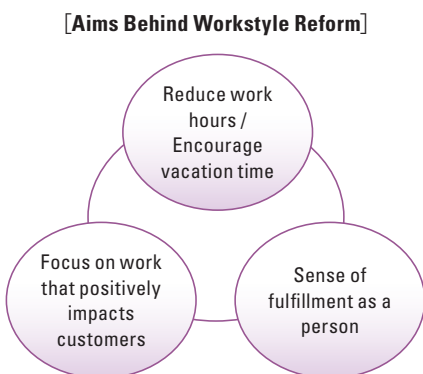 [Aims Behind Workstyle Reform]
Reduce work
hours /
Encourage
vacation time
Focus on work
that positively
impacts
customers
Sense of
fulfillment as a
person